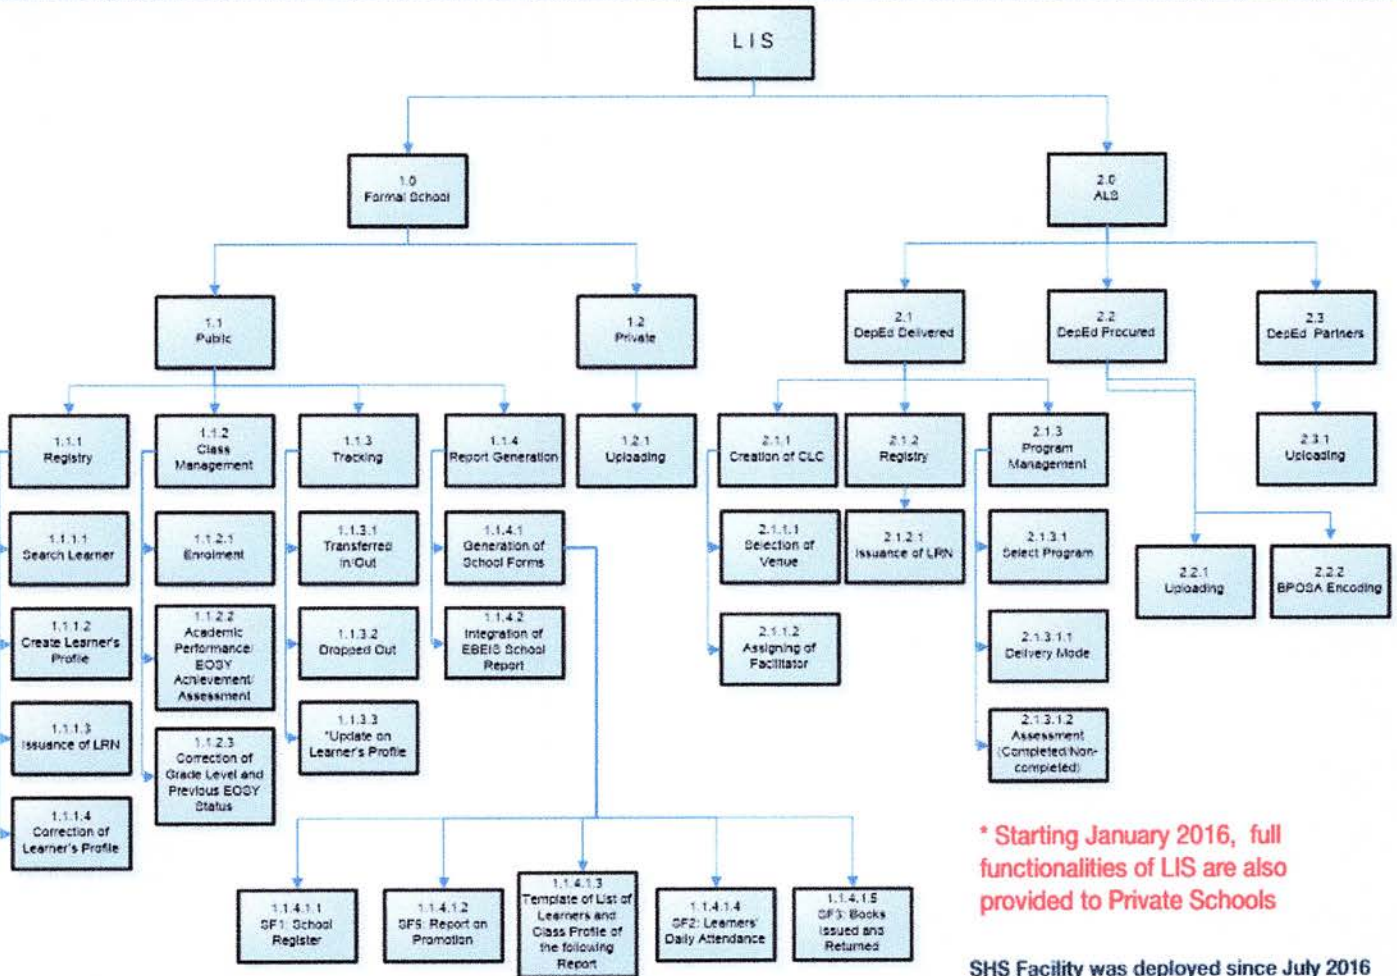 LIS
1.0
Formal School
2.0
ALS
1.1
Public
1.2
Private
2.1
DepEd Delivered
2.2
DepEd Procured
2.3
DepEd Partners
1.1.1
Registry
1.1.2
Class
Management
1.1.3
Tracking
1.1.4
Report Generation
1.2.1
Uploading
2.1.1
Creation of CLC
2.1.2
Registry
2.1.3
Program
Management
2.3.1
Uploading
1.1.1.1
Search Learner
1.1.2.1
Enrolment
1.1.3.1
Transferred
In/Out
1.1.4.1
Generation of
School Forms
2.1.1.1
Selection of
Venue
2.1.2.1
Issuance of LRN
2.1.3.1
Select Program
2.2.1
Uploading
2.2.2
BPOSA Encoding
1.1.1.2
Create Learner's
Profile
1.1.2.2
Academic
Performance/
EOSY
Achievement/
Assessment
1.1.3.2
Dropped Out
1.1.4.2
Integration of
EBEIS School
Report
2.1.1.2
Assigning of
Facilitator
2.1.3.1.1
Delivery Mode
1.1.1.3
Issuance of LRN
1.1.2.3
Correction of
Grade Level and
Previous EOSY
Status
1.1.3.3
*Update on
Learner's Profile
2.1.3.1.2
Assessment
(Completed/Non-
completed)
1.1.1.4
Correction of
Learner's Profile
1.1.4.1.1
SF1: School
Register
1.1.4.1.2
SF5: Report on
Promotion
1.1.4.1.3
Template of List of
Learners and
Class Profile of
the following
Report
1.1.4.1.4
SF2: Learners'
Daily Attendance
1.1.4.1.5
SF3: Books
Issued and
Returned
* Starting January 2016, full
functionalities of LIS are also
provided to Private Schools
SHS Facility was deployed since July 2016